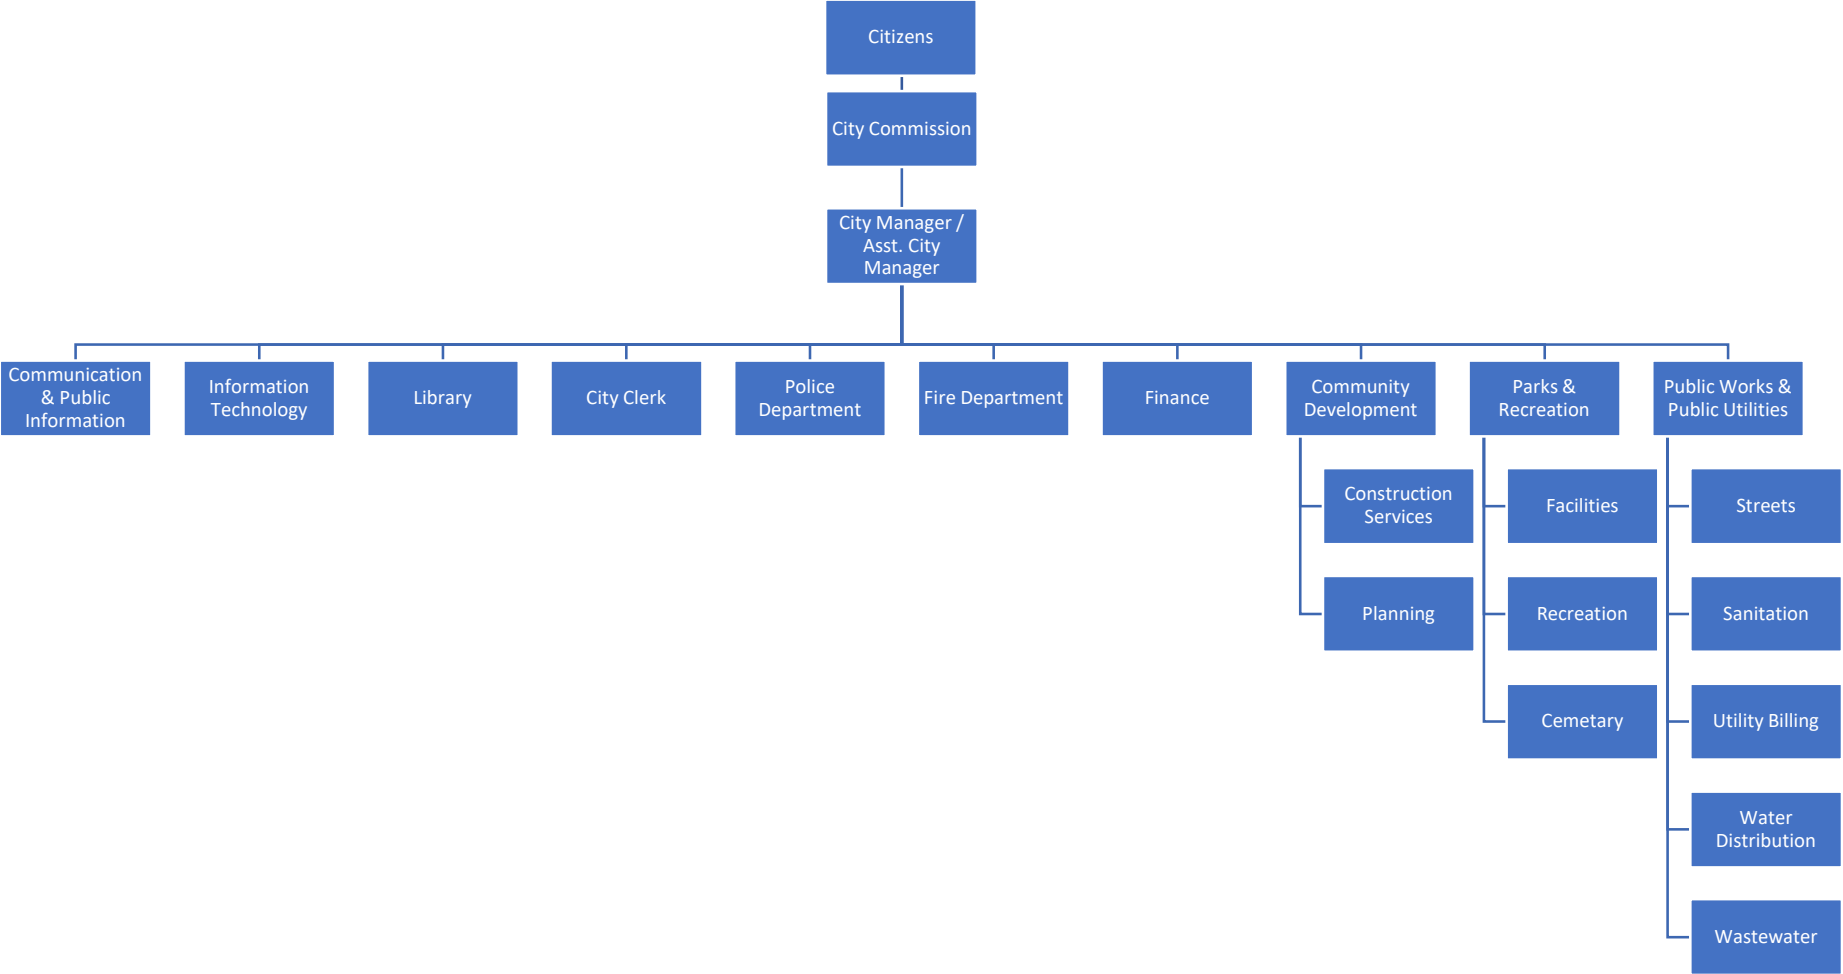 Citizens
City Commission
City Manager /
Asst. City
Manager
Communication
& Public
Information
Information
Technology
Library
City Clerk
Police
Department
Fire Department
Finance
Community
Development
Parks &
Recreation
Public Works &
Public Utilities
Construction
Services
Planning
Facilities
Recreation
Cemetary
Streets
Sanitation
Utility Billing
Water
Distribution
Wastewater